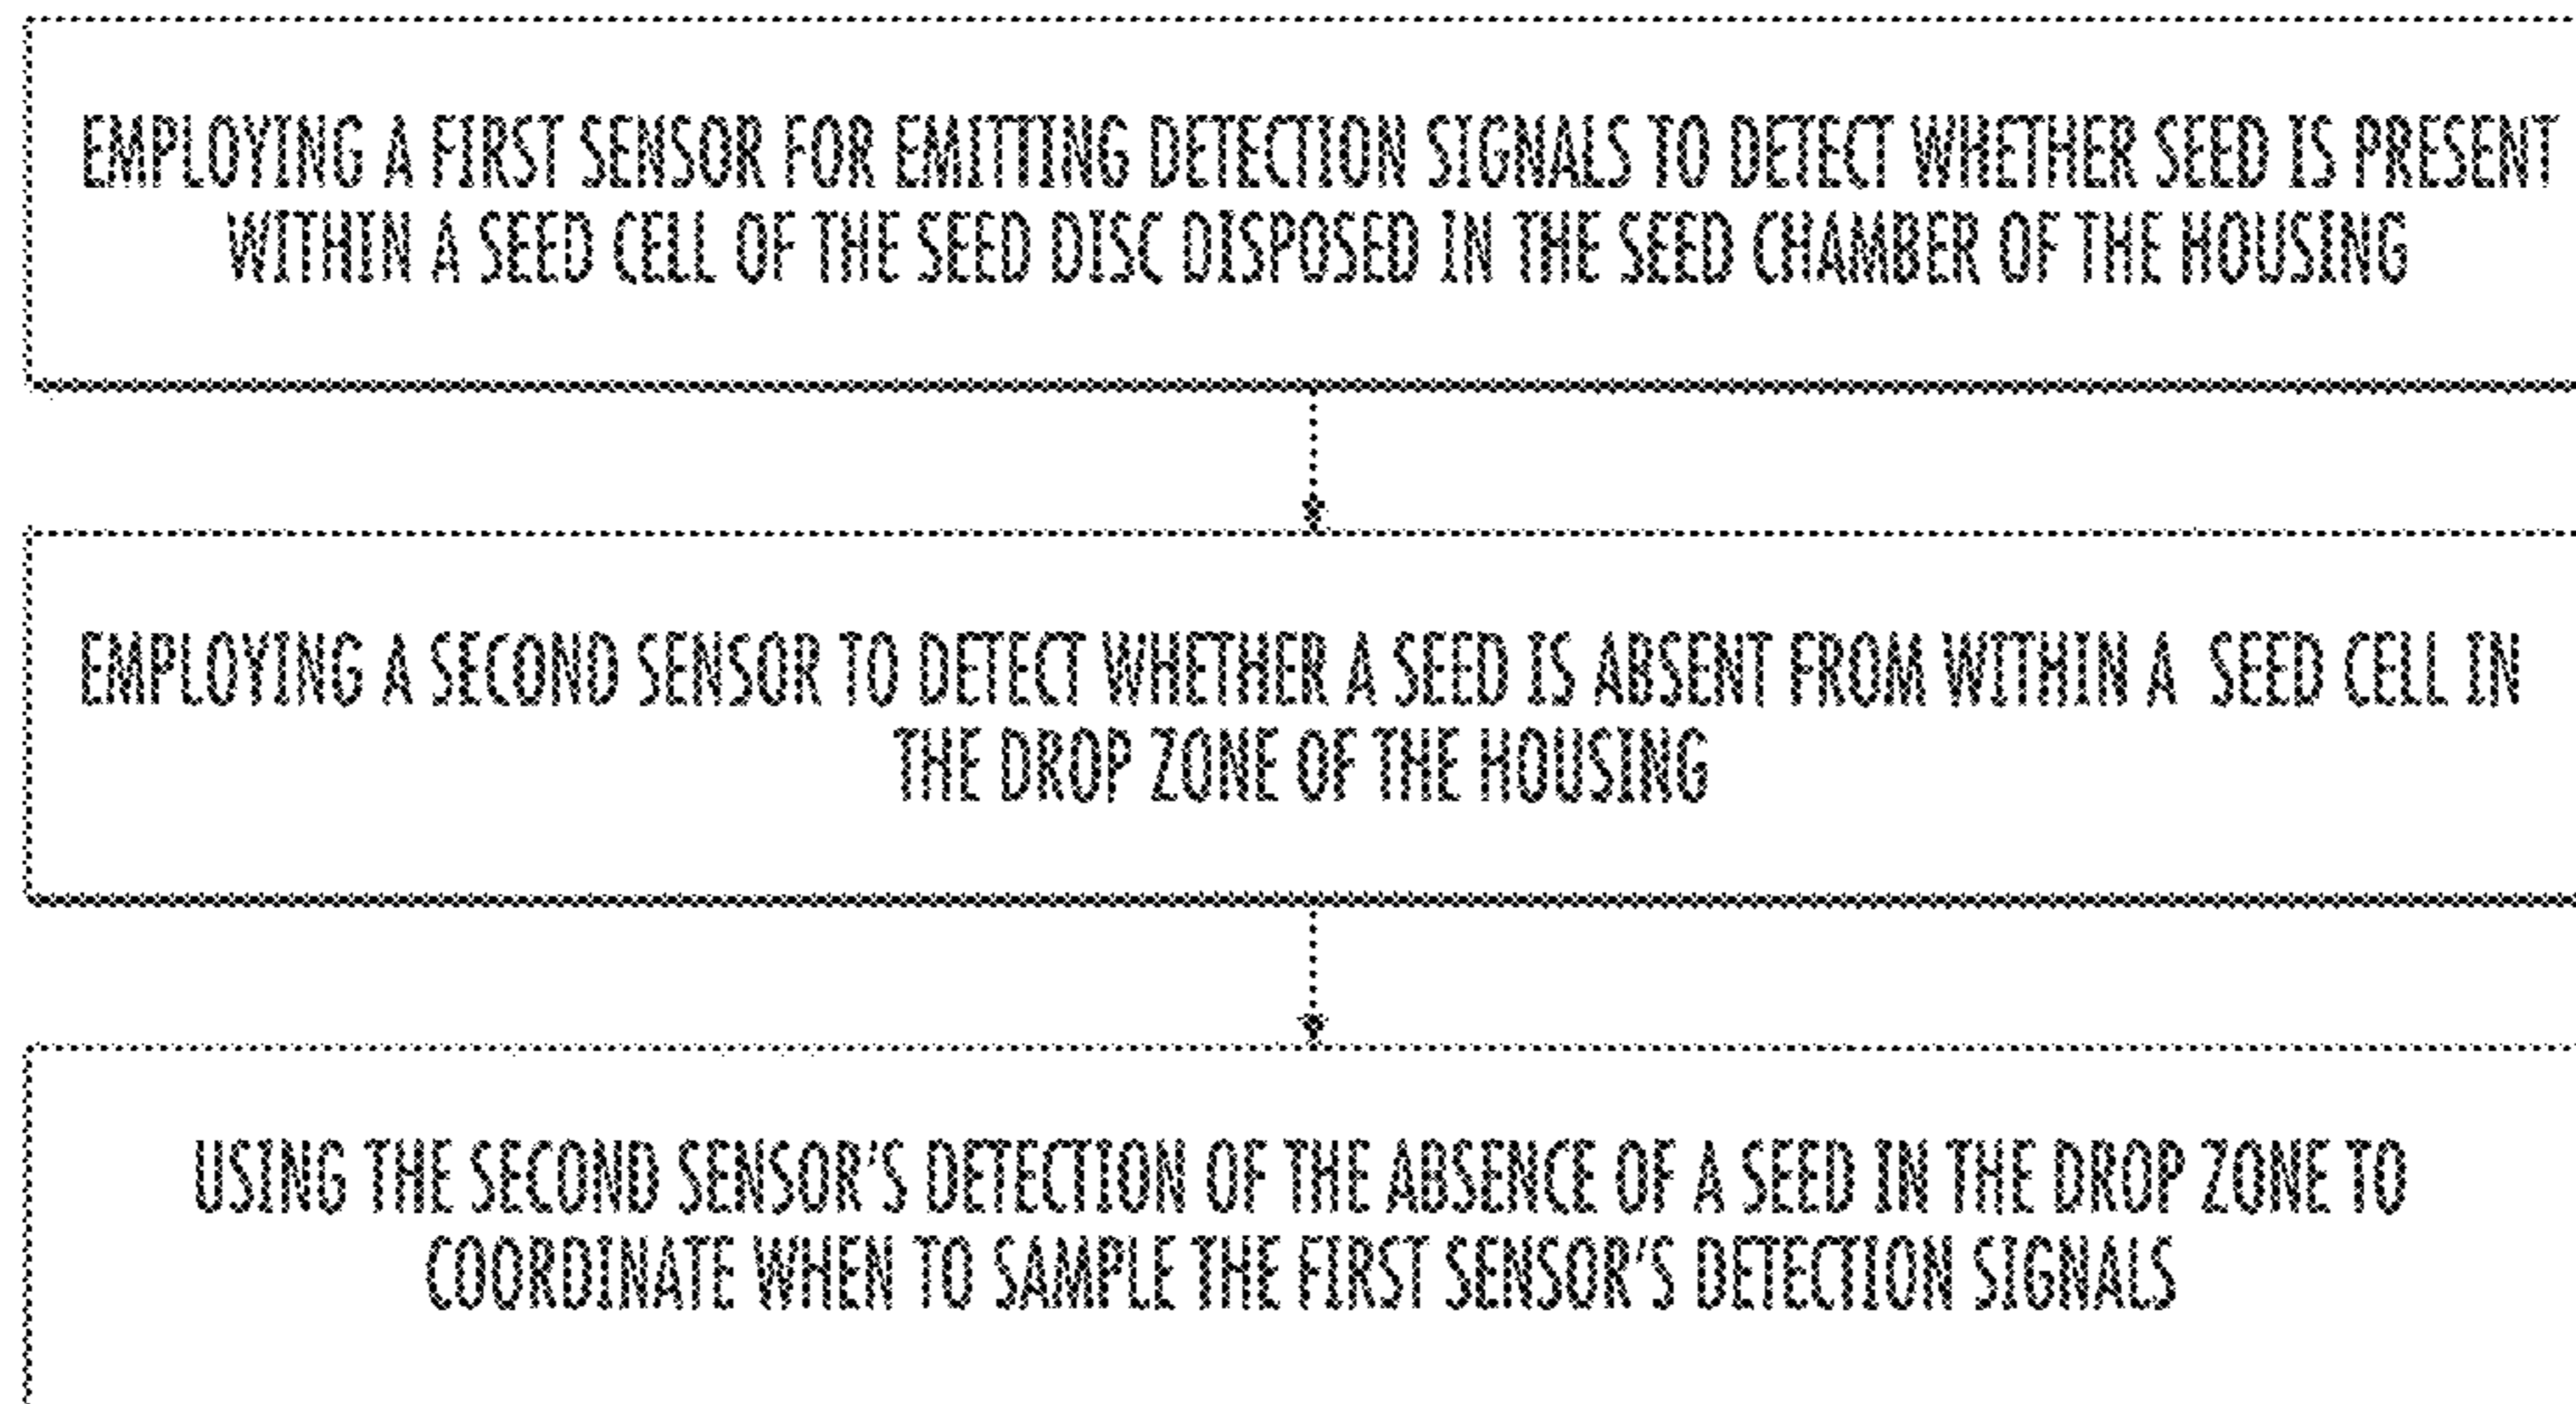 EMPLOYING A FIRST SENSOR FOR EMITTING DETECTION SIGNALS TO DETECT WHETHER SEED IS PRESENT
WITHIN A SEED CELL OF THE SEED DISC DISPOSED IN THE SEED CHAMBER OF THE HOUSING
EMPLOYING A SECOND SENSOR TO DETECT WHETHER A SEED IS ABSENT FROM WITHIN A SEED CELL IN
THE DROP ZONE OF THE HOUSING
USING THE SECOND SENSOR'S DETECTION OF THE ABSENCE OF A SEED IN THE DROP ZONE TO
COORDINATE WHEN TO SAMPLE THE FIRST SENSOR'S DETECTION SIGNALS